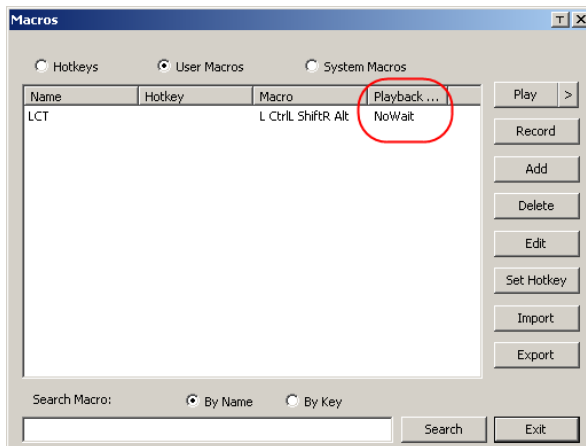 Macros
Hotkeys User Macros System Macros
Name Hotkey Macro Playback ...
LCT L CtrlL ShiftR Alt NoWait
Play >
Record
Add
Delete
Edit
Set Hotkey
Import
Export
Search Macro: By Name By Key
Search Exit